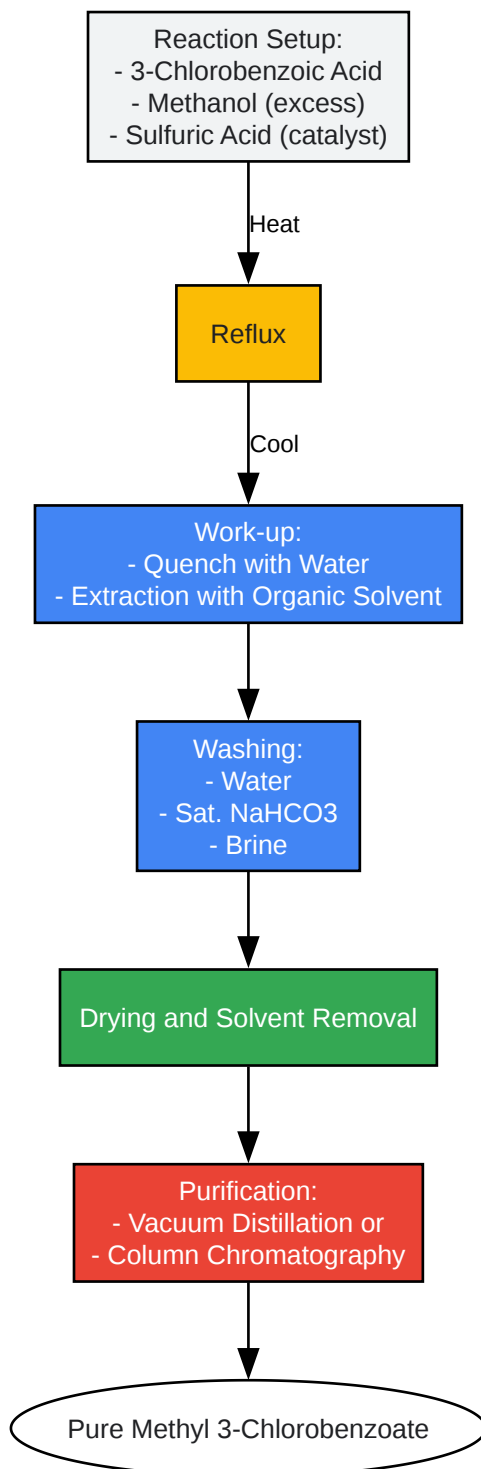 Reaction Setup:
- 3-Chlorobenzoic Acid
- Methanol (excess)
- Sulfuric Acid (catalyst)
Heat
Reflux
Cool
Work-up:
- Quench with Water
- Extraction with Organic Solvent
Washing:
- Water
- Sat. NaHCO3
- Brine
Drying and Solvent Removal
Purification:
- Vacuum Distillation or
- Column Chromatography
Pure Methyl 3-Chlorobenzoate